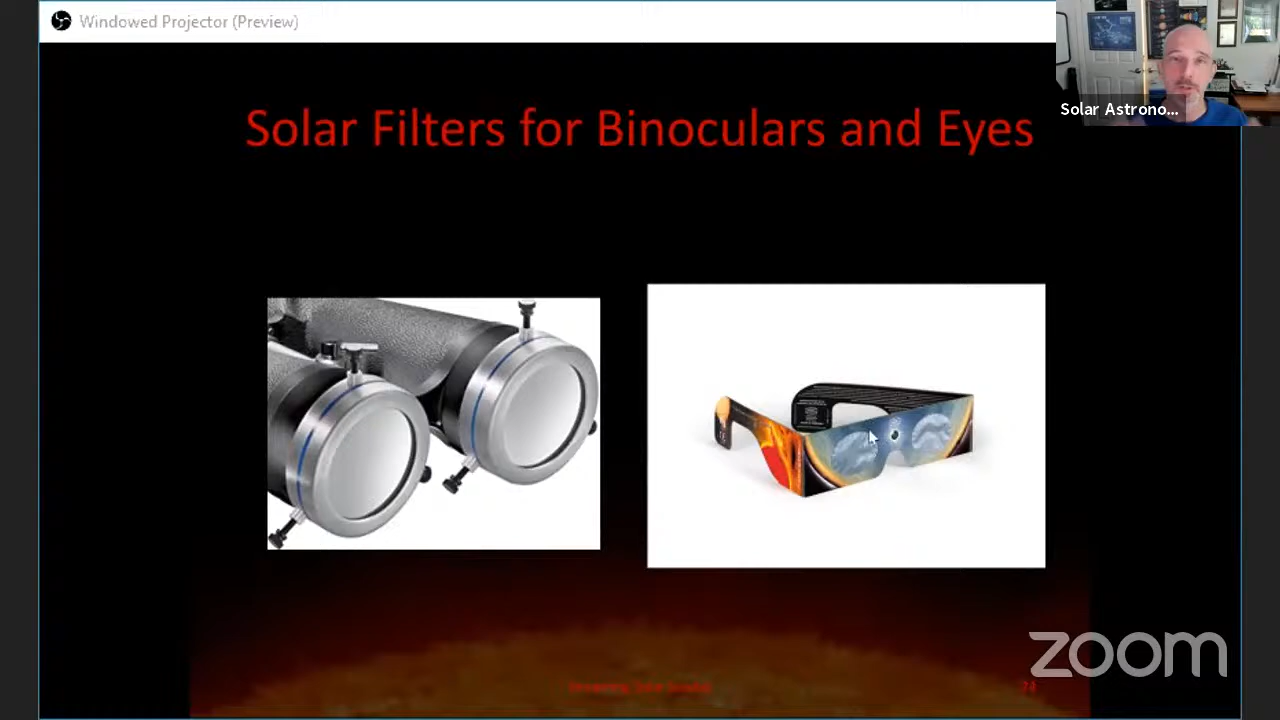 Windowed Projector (Preview)
Solar Astrono...
Solar Filters for Binoculars and Eyes
zoom